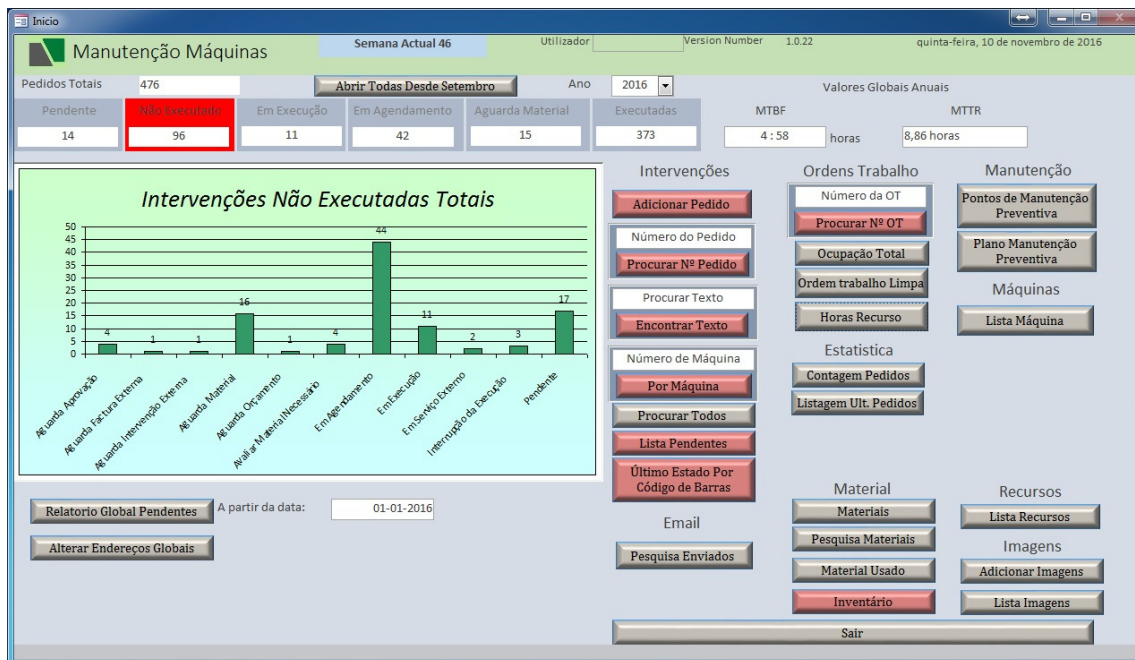 Inicio
Manutenção Máquinas
Semana Actual 46
Utilizador
Version Number 1.0.22
quinta-feira, 10 de novembro de 2016
Pedidos Totais 476
Abrir Todas Desde Setembro
Ano 2016
Valores Globais Anuais
Pendente Não Executado Em Execução Em Agendamento Aguarda Material Executadas
14 96 11 42 15 373
MTBF MTTR
4 : 58 horas 8,86 horas
Intervenções Não Executadas Totais
50
45
40
35
30
25
20
15
10
5
0
4 1 1 16 1 4 44 11 2 3 17
Aguarda Aprovação
Aguarda Factura Externa
Aguarda Intervenção Externa
Aguarda Material
Aguarda Orçamento
Avaliar Material Necessário
Em Agendamento
Em Execução
Em Serviço Externo
Interrupção da Execução
Pendente
Relatorio Global Pendentes
A partir da data: 01-01-2016
Alterar Endereços Globais
Intervenções
Adicionar Pedido
Número do Pedido
Procurar Nº Pedido
Procurar Texto
Encontrar Texto
Número de Máquina
Por Máquina
Procurar Todos
Lista Pendentes
Último Estado Por
Código de Barras
Email
Pesquisa Enviados
Ordens Trabalho
Número da OT
Procurar Nº OT
Ocupação Total
Ordem trabalho Limpa
Horas Recurso
Estatistica
Contagem Pedidos
Listagem Ult. Pedidos
Material
Materiais
Pesquisa Materiais
Material Usado
Inventário
Manutenção
Pontos de Manutenção
Preventiva
Plano Manutenção
Preventiva
Máquinas
Lista Máquina
Recursos
Lista Recursos
Imagens
Adicionar Imagens
Lista Imagens
Sair